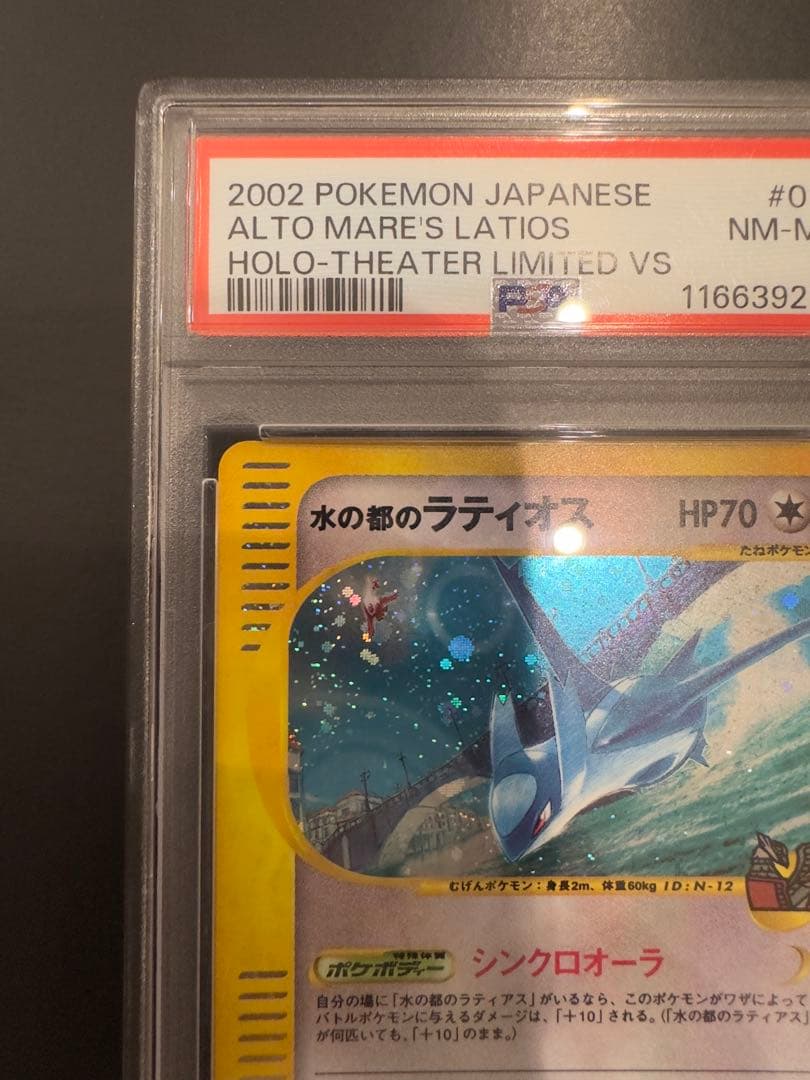 2002 POKEMON JAPANESE #0
ALTO MARE'S LATIOS NM-M
HOLO-THEATER LIMITED VS
PSA 1166392
水の都のラティオス HP70
たねポケモン
むげんポケモン:身長2m、体重60kg ID:N-12
特殊体質
ポケボディー シンクロオーラ
自分の場に「水の都のラティアス」がいるなら、このポケモンがワザによって
バトルポケモンに与えるダメージは、「+10」される。(「水の都のラティアス」
が何匹いても、「+10」のまま。)